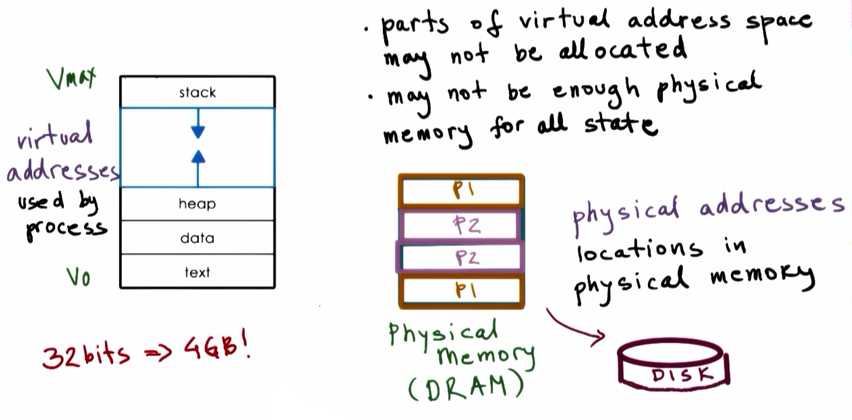 • parts of virtual address space
may not be allocated
• may not be enough physical
memory for all state
Vmax
stack
virtual
addresses
used by
process
heap
data
text
V0
32bits => 4GB!
P1
P2
P2
P1
Physical
Memory
(DRAM)
physical addresses
locations in
physical memory
DISK